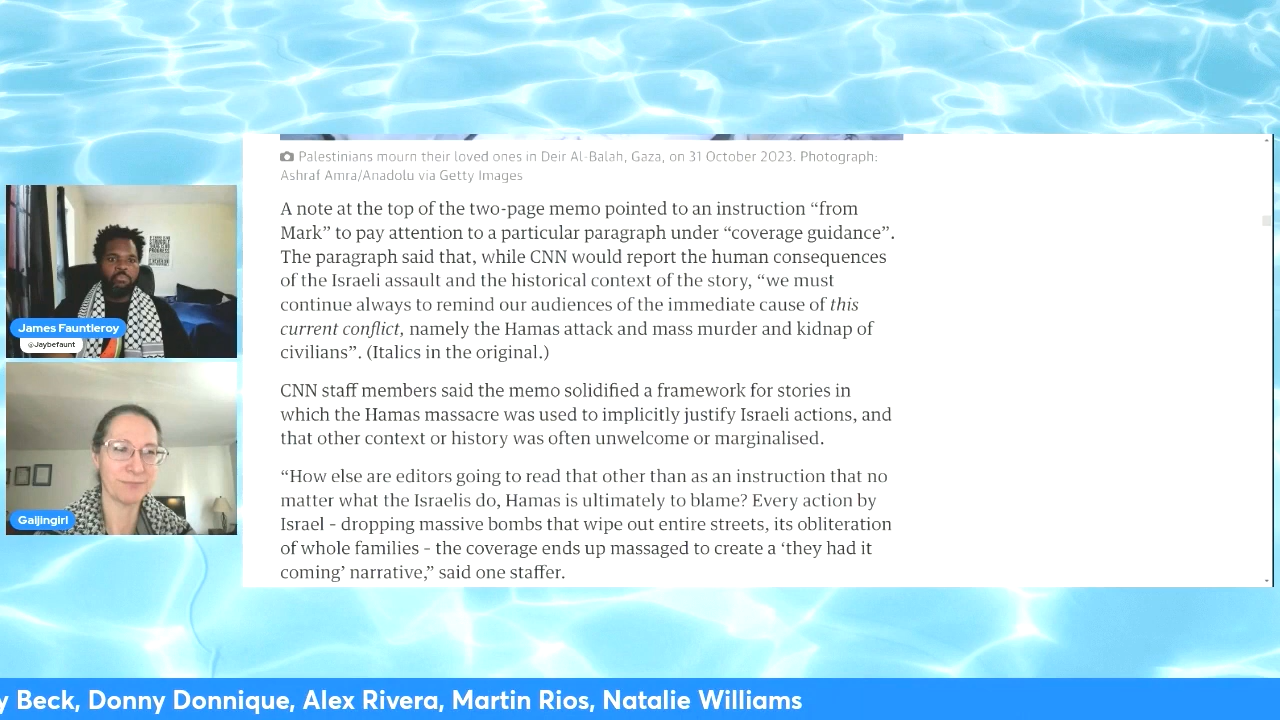 Palestinians mourn their loved ones in Deir Al-Balah, Gaza, on 31 October 2023. Photograph:
Ashraf Amra/Anadolu via Getty Images
A note at the top of the two-page memo pointed to an instruction “from
Mark” to pay attention to a particular paragraph under “coverage guidance”.
The paragraph said that, while CNN would report the human consequences
of the Israeli assault and the historical context of the story, “we must
continue always to remind our audiences of the immediate cause of this
current conflict, namely the Hamas attack and mass murder and kidnap of
civilians”. (Italics in the original.)
CNN staff members said the memo solidified a framework for stories in
which the Hamas massacre was used to implicitly justify Israeli actions, and
that other context or history was often unwelcome or marginalised.
“How else are editors going to read that other than as an instruction that no
matter what the Israelis do, Hamas is ultimately to blame? Every action by
Israel – dropping massive bombs that wipe out entire streets, its obliteration
of whole families – the coverage ends up massaged to create a ‘they had it
coming’ narrative,” said one staffer.
James Fauntleroy
@Jaybefaunt
Gaijingirl
y Beck, Donny Donnique, Alex Rivera, Martin Rios, Natalie Williams